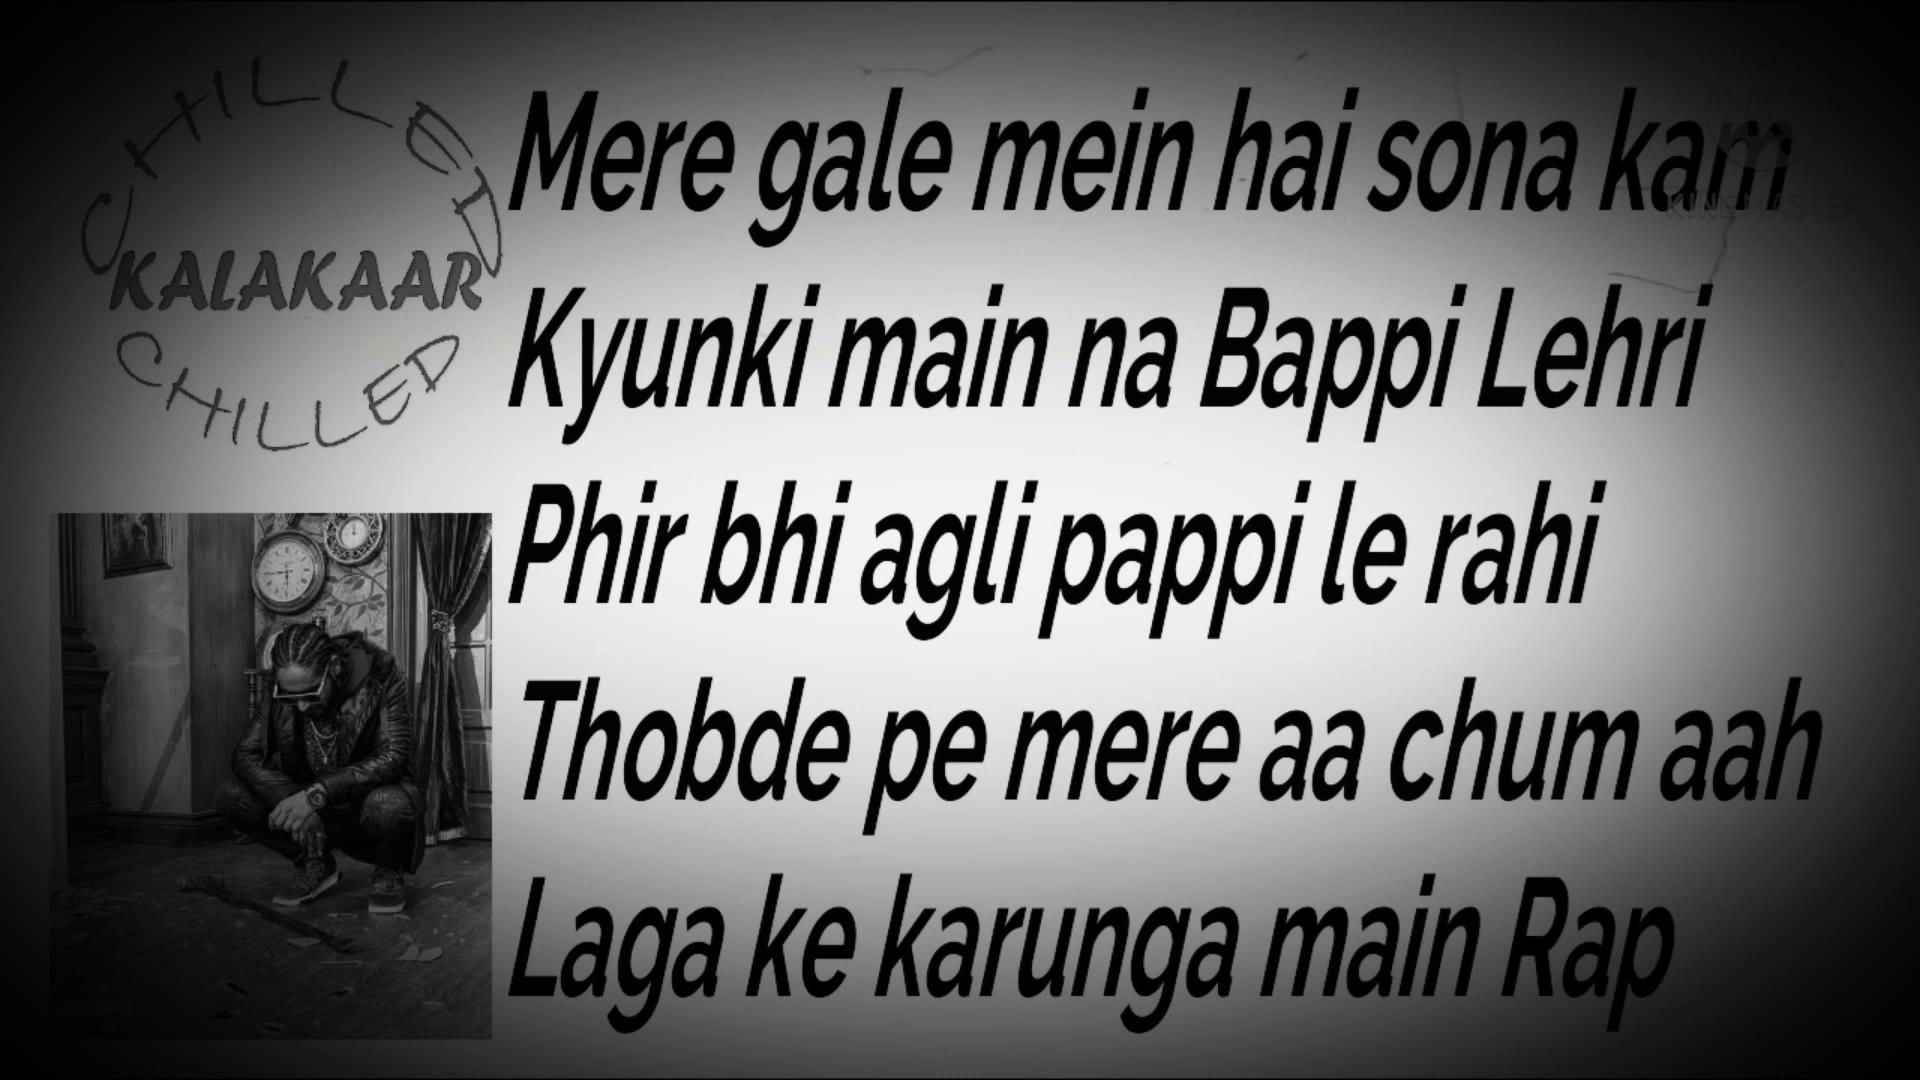 CHILLED
KALAKAAR
CHILLED
Mere gale mein hai sona kam
Kyunki main na Bappi Lehri
Phir bhi agli pappi le rahi
Thobde pe mere aa chum aah
Laga ke karunga main Rap
KINEMASTER